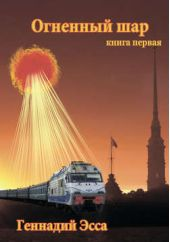 Огненный шар
книга первая
Геннадий Эсса